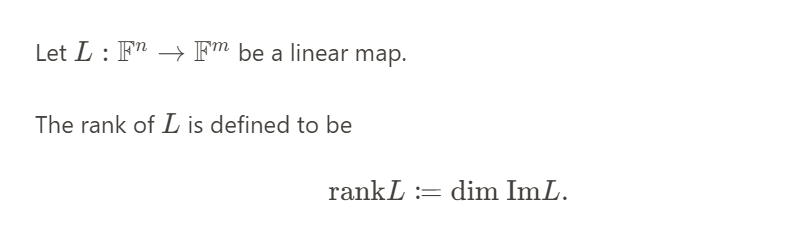 Let L : 𝔽ⁿ → 𝔽ᵐ be a linear map.
The rank of L is defined to be
rankL := dim ImL.